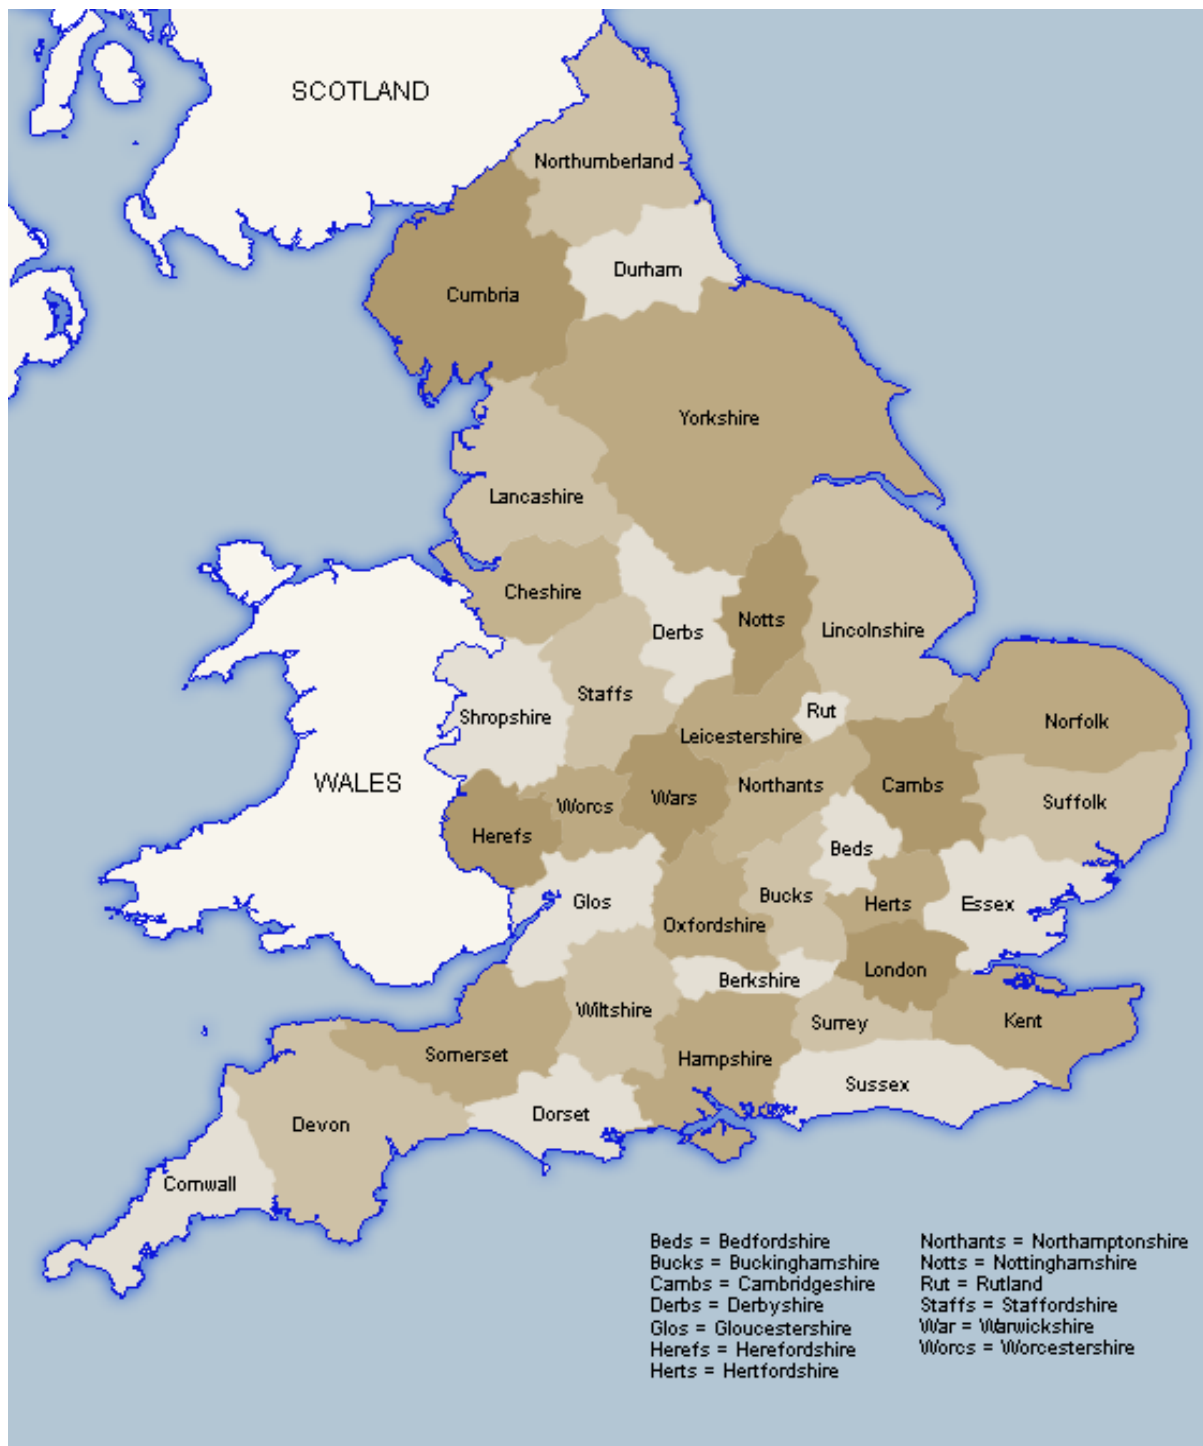 SCOTLAND
Northumberland
Durham
Cumbria
Yorkshire
Lancashire
Cheshire
Derbs
Notts
Lincolnshire
Staffs
Shropshire
Rut
Norfolk
Leicestershire
WALES
Northants
Cambs
Wars
Worcs
Suffolk
Herefs
Beds
Bucks
Glos
Herts
Essex
Oxfordshire
London
Berkshire
Wiltshire
Surrey
Kent
Somerset
Hampshire
Sussex
Dorset
Devon
Cornwall
Beds = Bedfordshire
Bucks = Buckinghamshire
Cambs = Cambridgeshire
Derbs = Derbyshire
Glos = Gloucestershire
Herefs = Herefordshire
Herts = Hertfordshire
Northants = Northamptonshire
Notts = Nottinghamshire
Rut = Rutland
Staffs = Staffordshire
War = Warwickshire
Worcs = Worcestershire